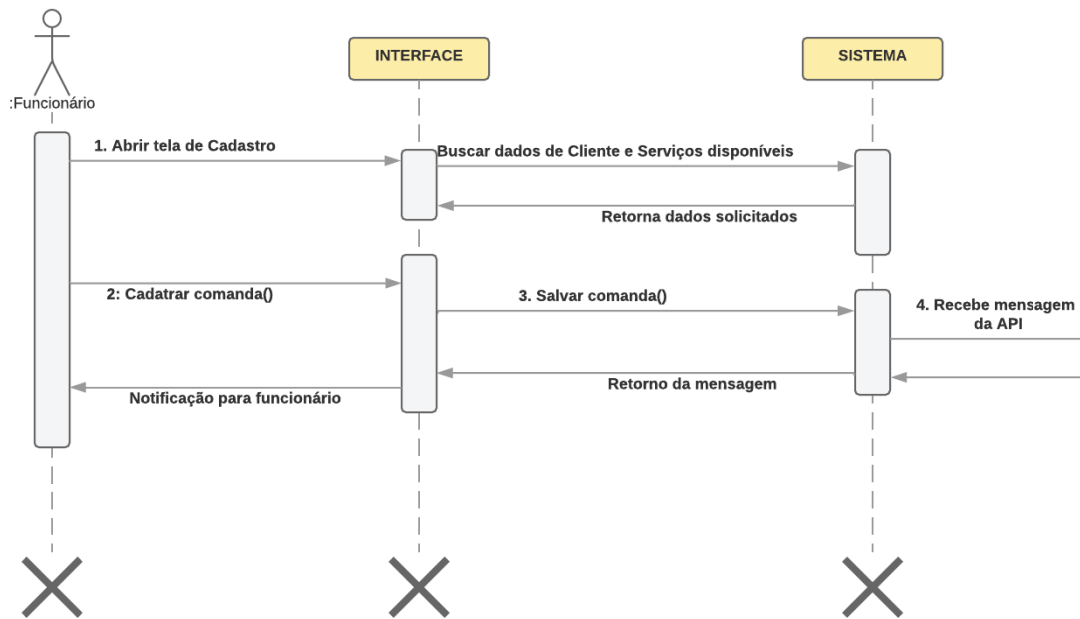 :Funcionário
INTERFACE
SISTEMA
1. Abrir tela de Cadastro
Buscar dados de Cliente e Serviços disponíveis
Retorna dados solicitados
2: Cadatrar comanda()
3. Salvar comanda()
4. Recebe mensagem
da API
Retorno da mensagem
Notificação para funcionário